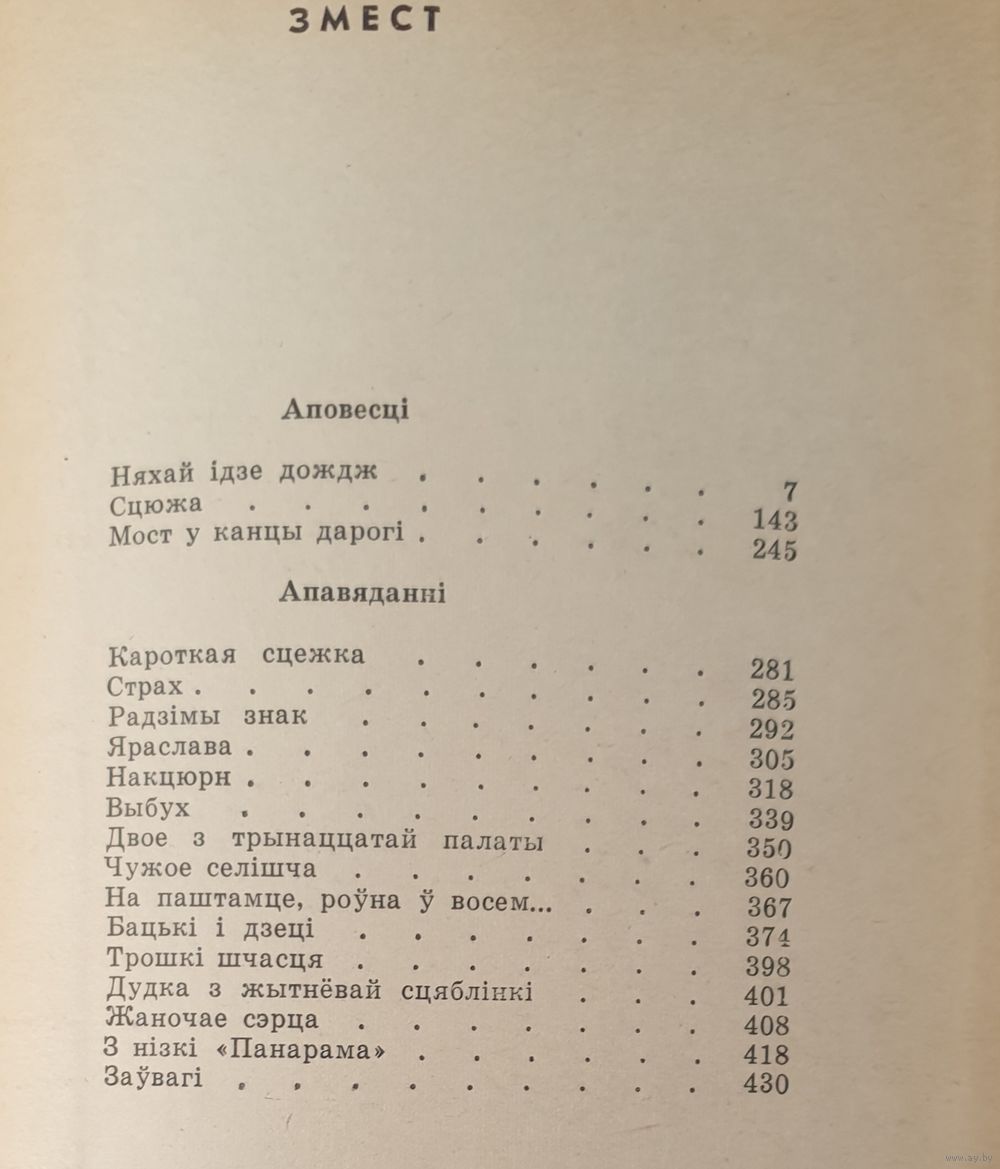 ЗМЕСТ
Аповесці
Няхай ідзе дождж . . . . . . 7
Сцюжа . . . . . . . . . 143
Мост у канцы дарогі . . . . . . 245
Апавяданні
Кароткая сцежка . . . . . . 281
Страх . . . . . . . . . . 285
Радзімы знак . . . . . . . 292
Яраслава . . . . . . . . . 305
Накцюрн . . . . . . . . . 318
Выбух . . . . . . . . . 339
Двое з трынаццатай палаты . . . 350
Чужое селішча . . . . . . . 360
На паштамце, роўна ў восем... . . . 367
Бацькі і дзеці . . . . . . . 374
Трошкі шчасця . . . . . . . 398
Дудка з жытнёвай сцяблінкі . . . 401
Жаночае сэрца . . . . . . . 408
З нізкі «Панарама» . . . . . . 418
Заўвагі . . . . . . . . . 430
www.ay.by